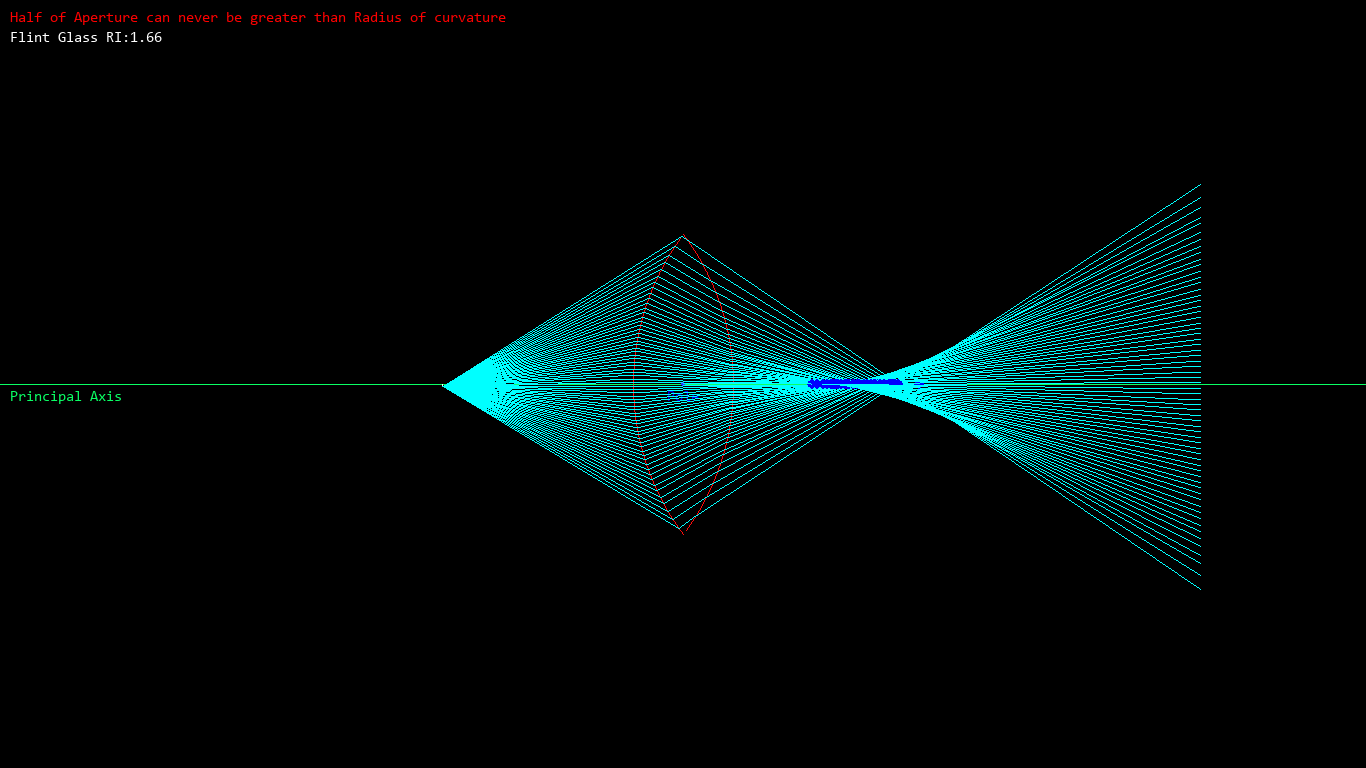 Half of Aperture can never be greater than Radius of curvature
Flint Glass RI:1.66
Principal Axis